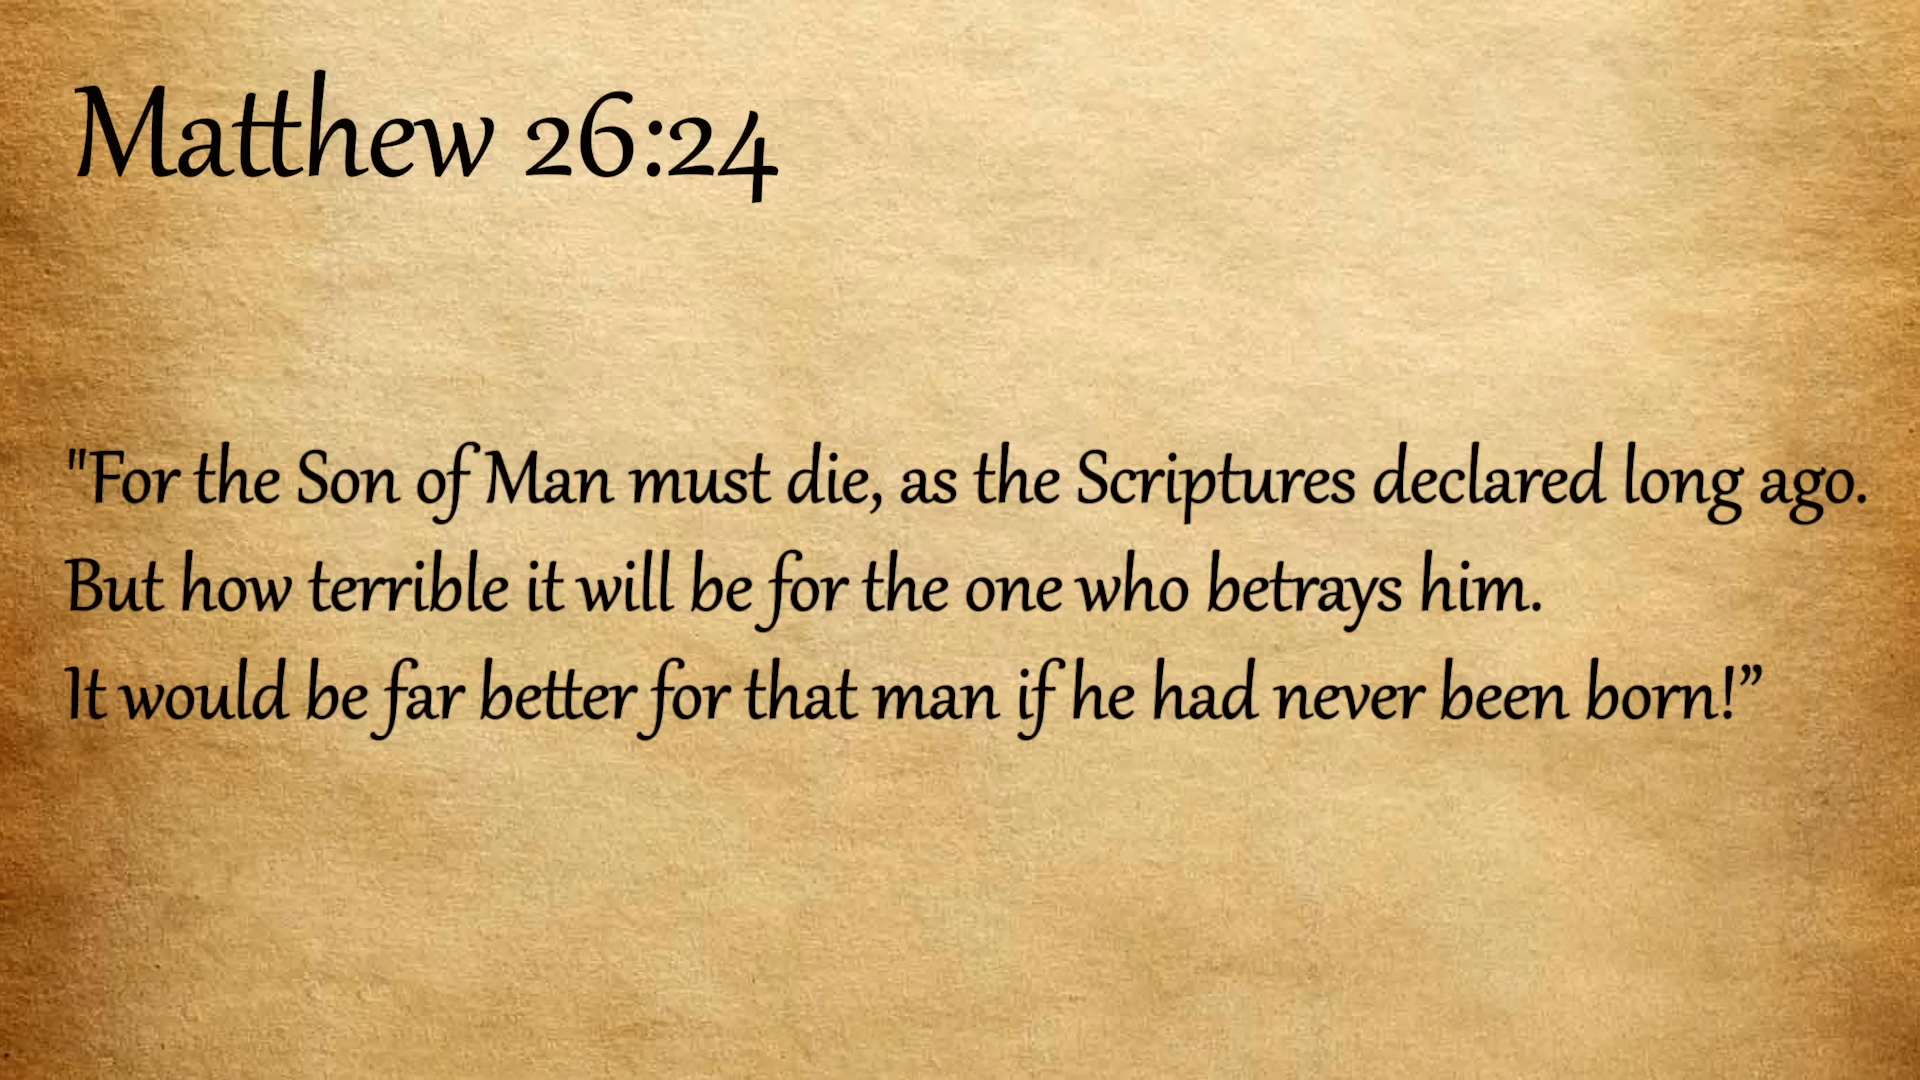 Matthew 26:24
"For the Son of Man must die, as the Scriptures declared long ago.
But how terrible it will be for the one who betrays him.
It would be far better for that man if he had never been born!”